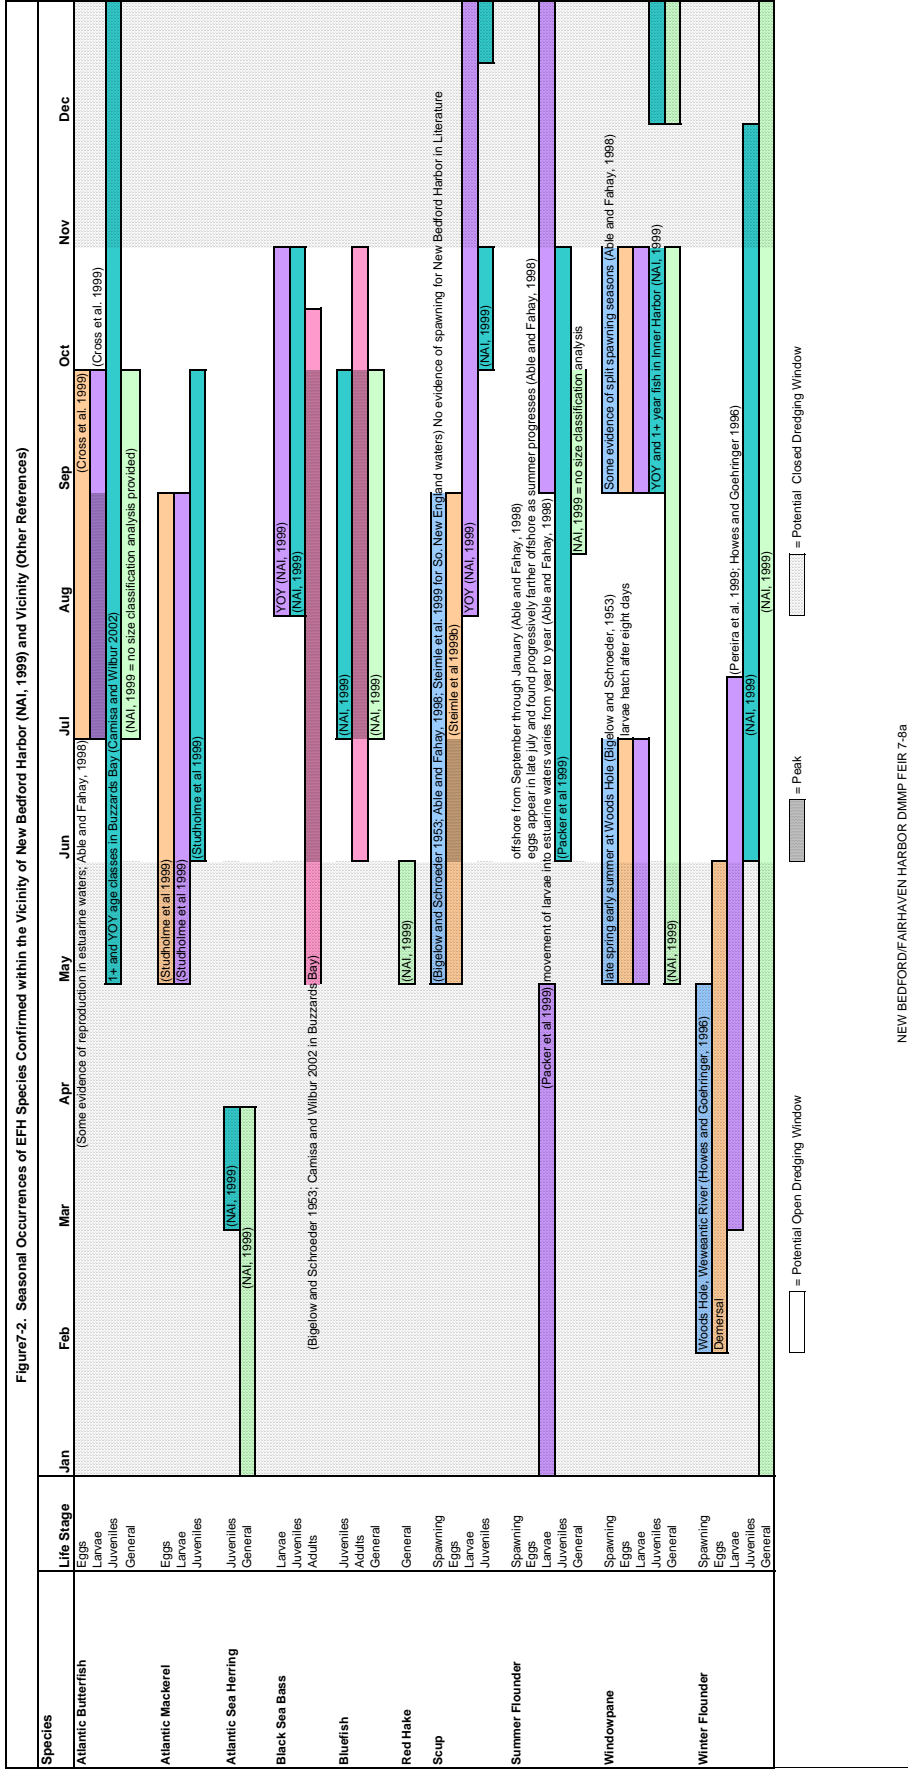 Figure7-2. Seasonal Occurrences of EFH Species Confirmed within the Vicinity of New Bedford Harbor (NAI, 1999) and Vicinity (Other References)
Species Life Stage Jan Feb Mar Apr May Jun Jul Aug Sep Oct Nov Dec
Atlantic Butterfish
Eggs (Some evidence of reproduction in estuarine waters; Able and Fahay, 1998) (Cross et al. 1999)
Larvae (Cross et al. 1999)
Juveniles 1+ and YOY age classes in Buzzards Bay (Camisa and Wilbur 2002)
General (NAI, 1999 = no size classification analysis provided)
Atlantic Mackerel
Eggs (Studholme et al 1999)
Larvae (Studholme et al 1999)
Juveniles (Studholme et al 1999)
Atlantic Sea Herring
Juveniles (NAI, 1999)
General (NAI, 1999)
Black Sea Bass
Larvae YOY (NAI, 1999)
Juveniles (NAI, 1999)
Adults (Bigelow and Schroeder 1953; Camisa and Wilbur 2002 in Buzzards Bay)
Bluefish
Juveniles (NAI, 1999)
Adults
General (NAI, 1999)
Red Hake
General (NAI, 1999)
Scup
Spawning (Bigelow and Schroeder 1953; Able and Fahay, 1998; Steimle et al. 1999 for So. New England waters) No evidence of spawning for New Bedford Harbor in Literature
Eggs (Steimle et al 1999b)
Larvae YOY (NAI, 1999)
Juveniles (NAI, 1999)
Summer Flounder
Spawning offshore from September through January (Able and Fahay, 1998)
Eggs eggs appear in late july and found progressively farther offshore as summer progresses (Able and Fahay, 1998)
Larvae (Packer et al 1999) movement of larvae into estuarine waters varies from year to year (Able and Fahay, 1998)
Juveniles (Packer et al 1999)
General NAI, 1999 = no size classification analysis
Windowpane
Spawning late spring early summer at Woods Hole (Bigelow and Schroeder, 1953) Some evidence of split spawning seasons (Able and Fahay, 1998)
Eggs larvae hatch after eight days
Larvae
Juveniles YOY and 1+ year fish in Inner Harbor (NAI, 1999)
General (NAI, 1999)
Winter Flounder
Spawning Woods Hole, Weweantic River (Howes and Goehringer, 1996)
Eggs Demersal
Larvae (Pereira et al. 1999; Howes and Goehringer 1996)
Juveniles (NAI, 1999)
General (NAI, 1999)
= Potential Open Dredging Window = Peak = Potential Closed Dredging Window
NEW BEDFORD/FAIRHAVEN HARBOR DMMP FEIR 7-8a